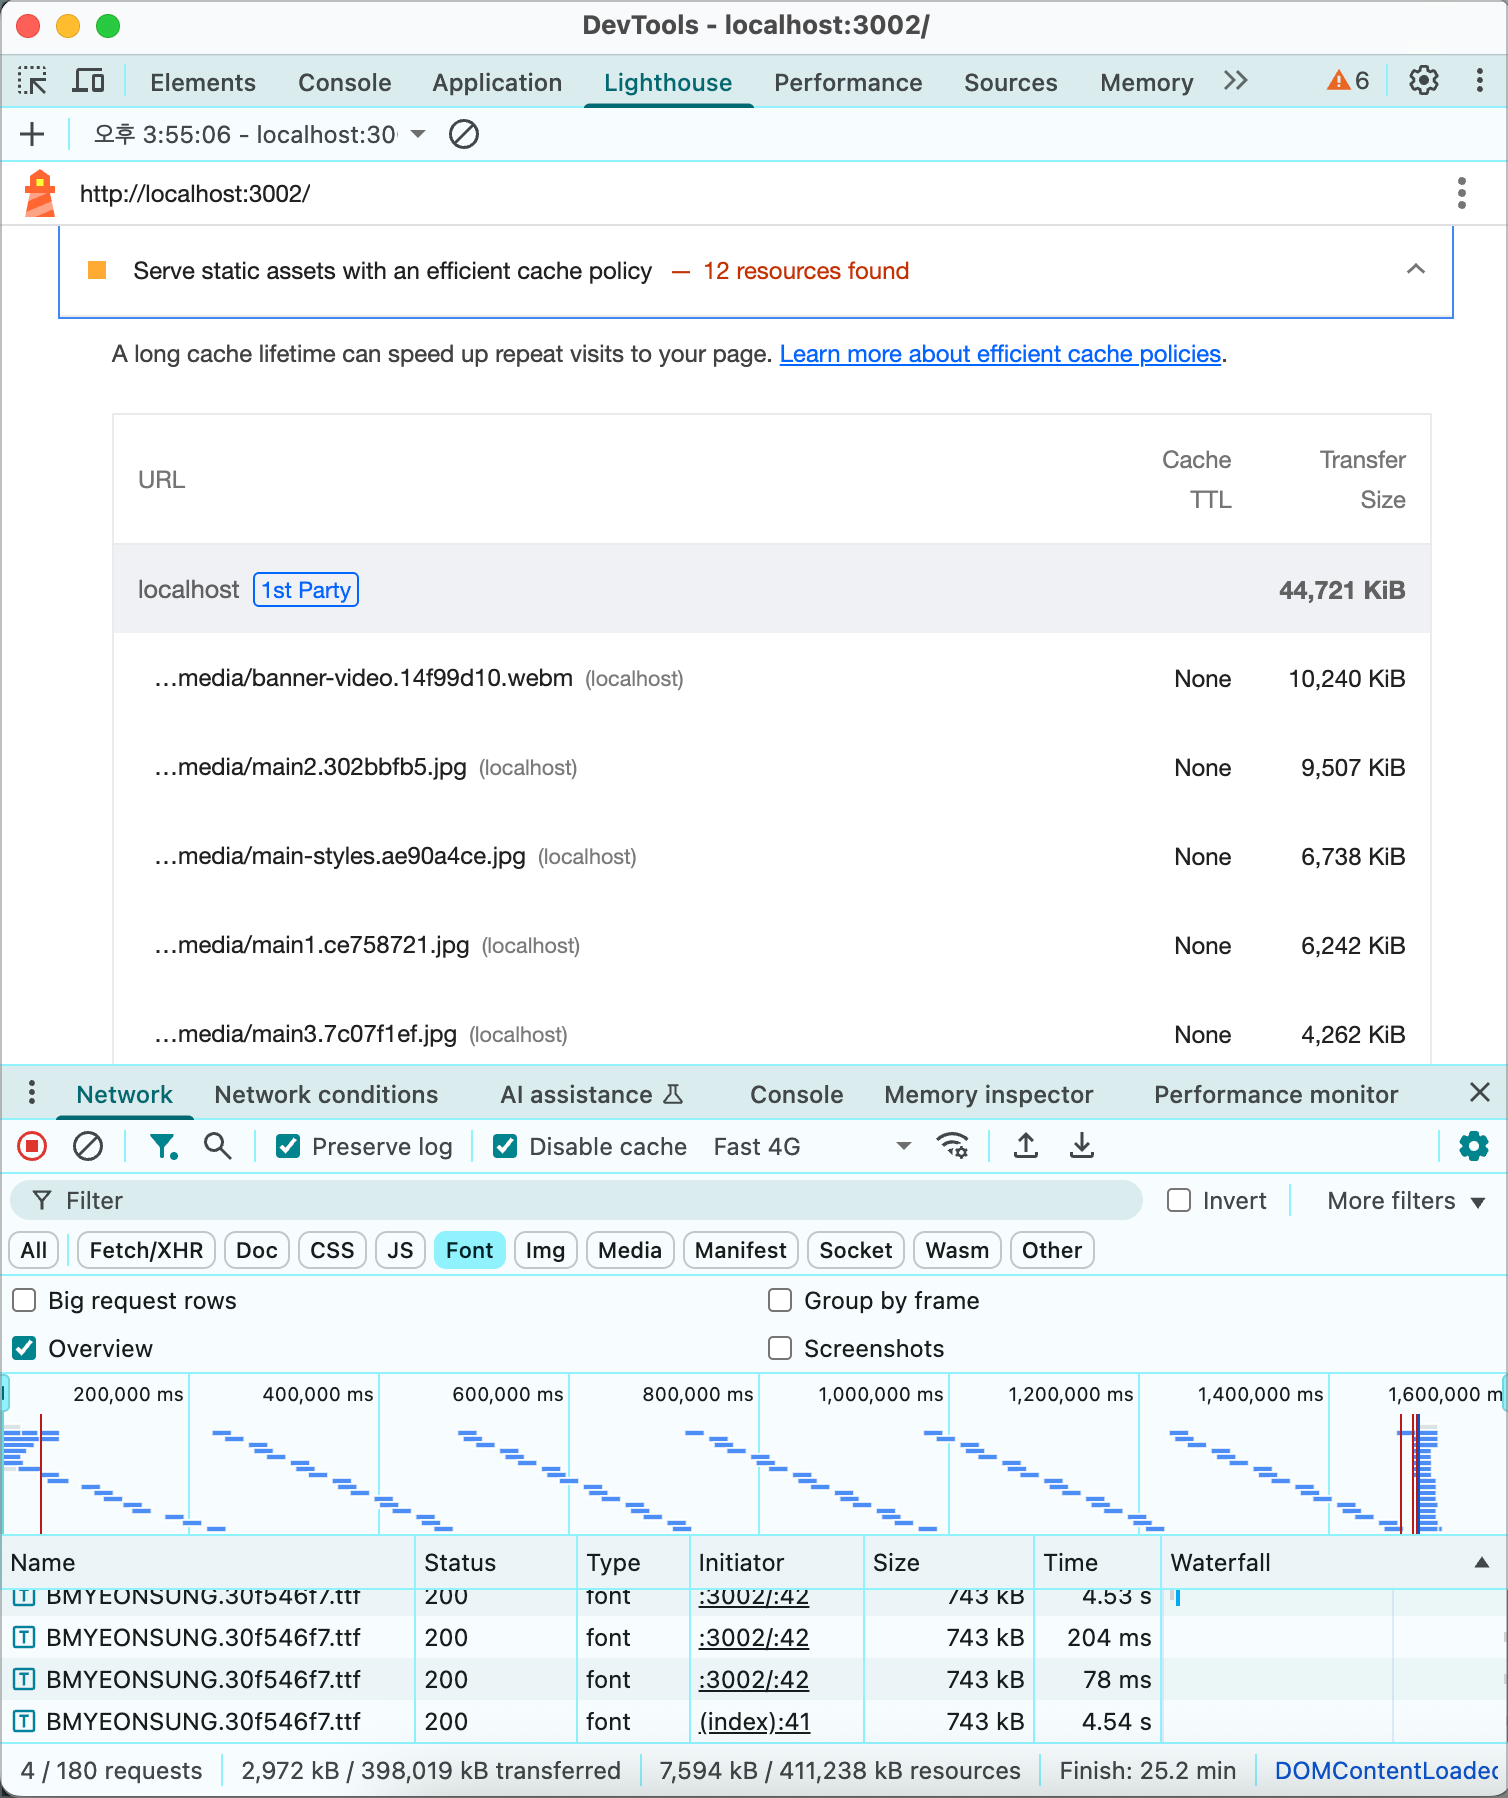 DevTools - localhost:3002/
Elements Console Application Lighthouse Performance Sources Memory 6
오후 3:55:06 - localhost:30
http://localhost:3002/
Serve static assets with an efficient cache policy — 12 resources found
A long cache lifetime can speed up repeat visits to your page. Learn more about efficient cache policies.
URL Cache TTL Transfer Size
localhost 1st Party 44,721 KiB
…media/banner-video.14f99d10.webm (localhost) None 10,240 KiB
…media/main2.302bbfb5.jpg (localhost) None 9,507 KiB
…media/main-styles.ae90a4ce.jpg (localhost) None 6,738 KiB
…media/main1.ce758721.jpg (localhost) None 6,242 KiB
…media/main3.7c07f1ef.jpg (localhost) None 4,262 KiB
Network Network conditions AI assistance Console Memory inspector Performance monitor
Preserve log Disable cache Fast 4G
Filter Invert More filters
All Fetch/XHR Doc CSS JS Font Img Media Manifest Socket Wasm Other
Big request rows Group by frame
Overview Screenshots
200,000 ms 400,000 ms 600,000 ms 800,000 ms 1,000,000 ms 1,200,000 ms 1,400,000 ms 1,600,000 m
Name Status Type Initiator Size Time Waterfall
BMYEONSUNG.30f546f7.ttf 200 font :3002/:42 743 kB 4.53 s
BMYEONSUNG.30f546f7.ttf 200 font :3002/:42 743 kB 204 ms
BMYEONSUNG.30f546f7.ttf 200 font :3002/:42 743 kB 78 ms
BMYEONSUNG.30f546f7.ttf 200 font (index):41 743 kB 4.54 s
4 / 180 requests 2,972 kB / 398,019 kB transferred 7,594 kB / 411,238 kB resources Finish: 25.2 min DOMContentLoaded